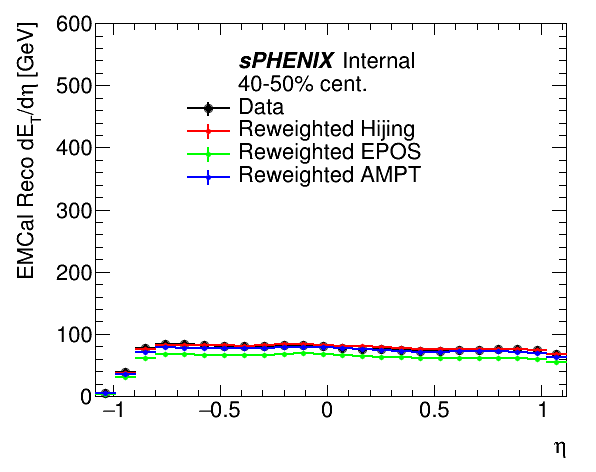 EMCal Reco dE_T/dη [GeV]
600
500
400
300
200
100
0
sPHENIX Internal
40-50% cent.
Data
Reweighted Hijing
Reweighted EPOS
Reweighted AMPT
−1 −0.5 0 0.5 1
η